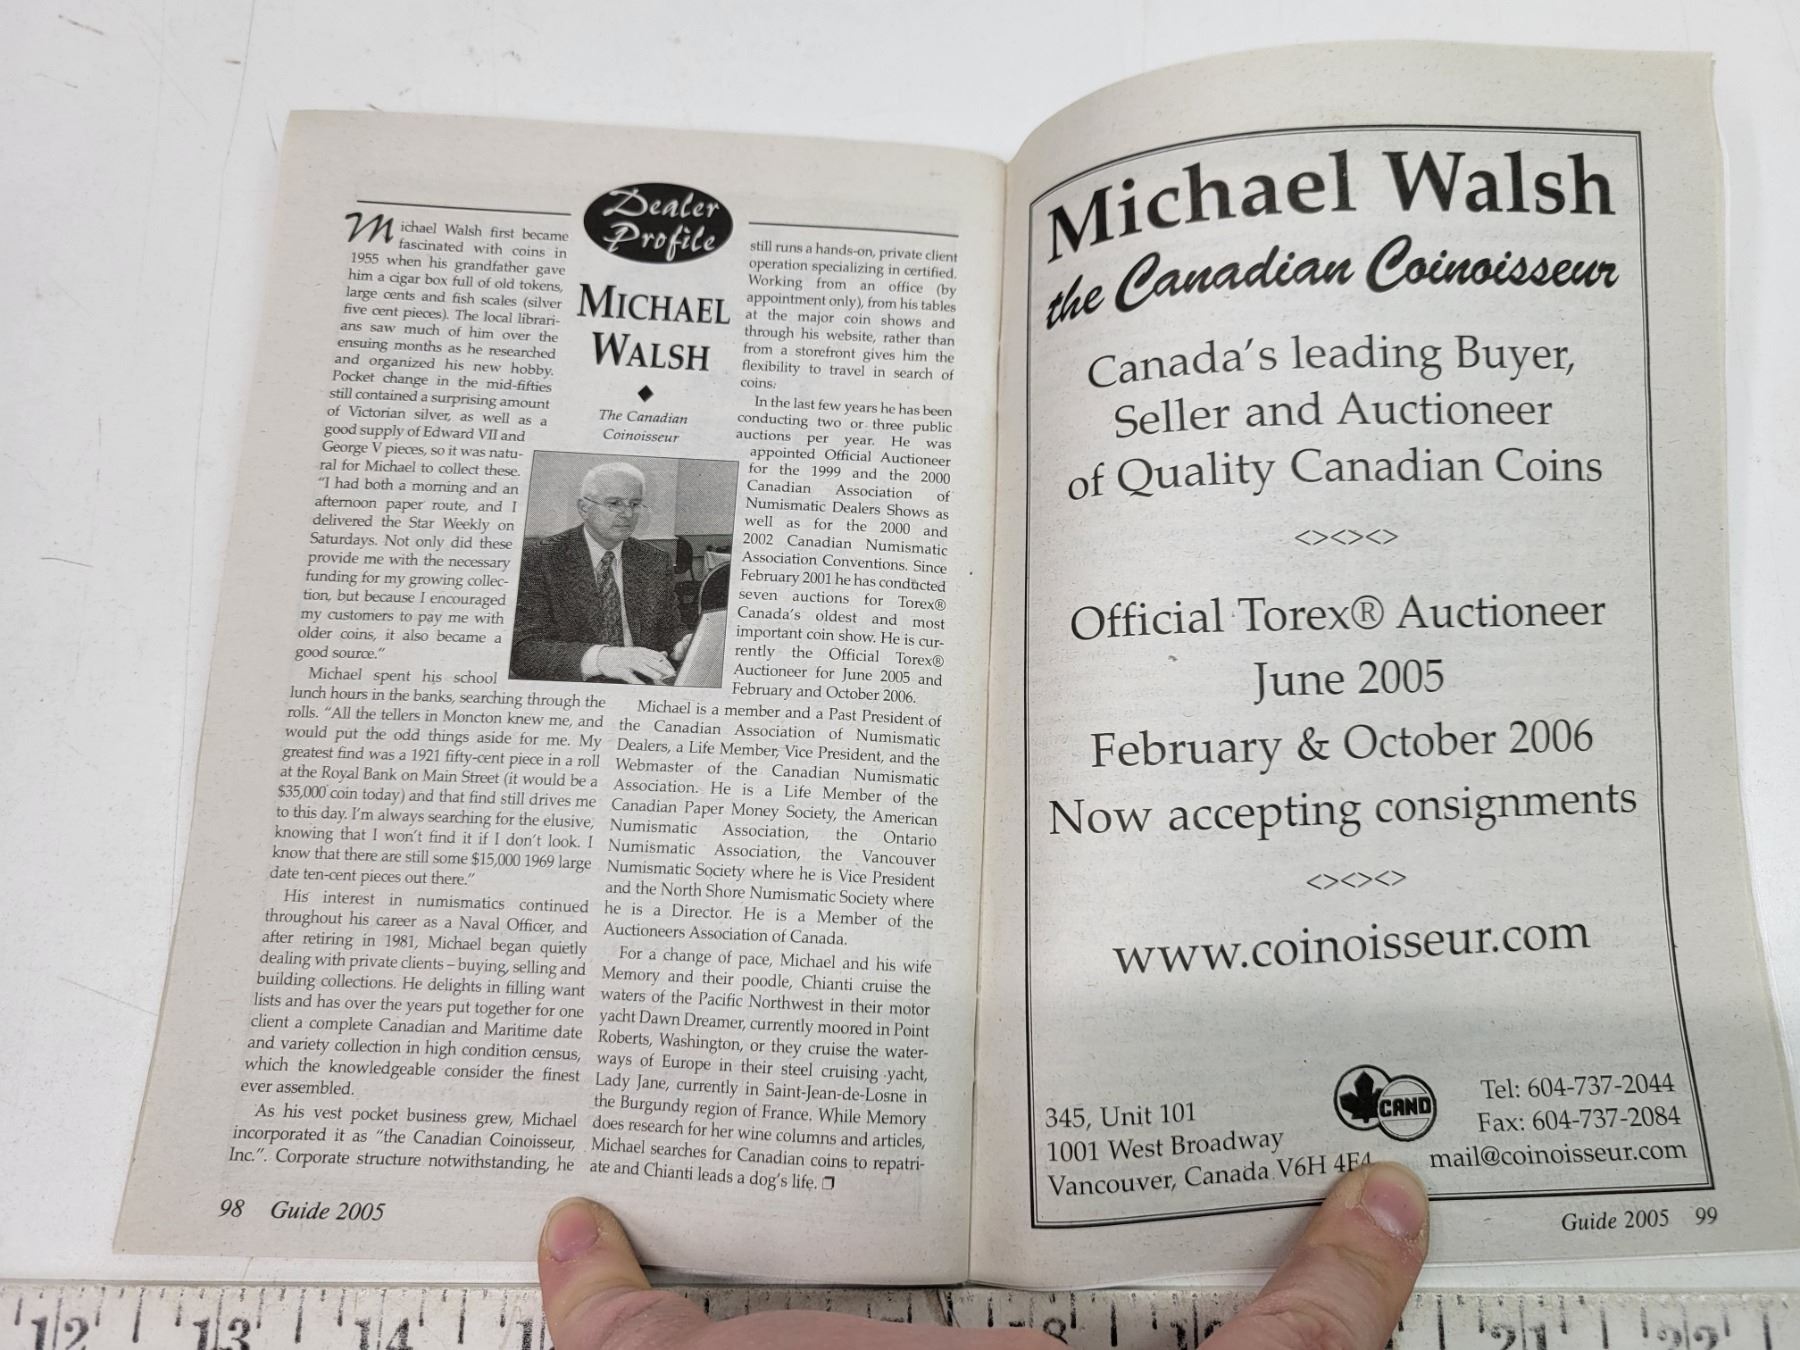 Dealer
Profile
MICHAEL
WALSH
The Canadian
Coinoisseur
Michael Walsh first became
fascinated with coins in
1955 when his grandfather gave
him a cigar box full of old tokens,
large cents and fish scales (silver
five cent pieces). The local librari-
ans saw much of him over the
ensuing months as he researched
and organized his new hobby.
Pocket change in the mid-fifties
still contained a surprising amount
of Victorian silver, as well as a
good supply of Edward VII and
George V pieces, so it was natu-
ral for Michael to collect these.
"I had both a morning and an
afternoon paper route, and I
delivered the Star Weekly on
Saturdays. Not only did these
provide me with the necessary
funding for my growing collec-
tion, but because I encouraged
my customers to pay me with
older coins, it also became a
good source."
Michael spent his school
lunch hours in the banks, searching through the
rolls. "All the tellers in Moncton knew me, and
would put the odd things aside for me. My
greatest find was a 1921 fifty-cent piece in a roll
at the Royal Bank on Main Street (it would be a
$35,000 coin today) and that find still drives me
to this day. I'm always searching for the elusive,
knowing that I won't find it if I don't look. I
know that there are still some $15,000 1969 large
date ten-cent pieces out there."
His interest in numismatics continued
throughout his career as a Naval Officer, and
after retiring in 1981, Michael began quietly
dealing with private clients – buying, selling and
building collections. He delights in filling want
lists and has over the years put together for one
client a complete Canadian and Maritime date
and variety collection in high condition census,
which the knowledgeable consider the finest
ever assembled.
As his vest pocket business grew, Michael
incorporated it as "the Canadian Coinoisseur,
Inc.". Corporate structure notwithstanding, he
still runs a hands-on, private client
operation specializing in certified.
Working from an office (by
appointment only), from his tables
at the major coin shows and
through his website, rather than
from a storefront gives him the
flexibility to travel in search of
coins.
In the last few years he has been
conducting two or three public
auctions per year. He was
appointed Official Auctioneer
for the 1999 and the 2000
Canadian Association of
Numismatic Dealers Shows as
well as for the 2000 and
2002 Canadian Numismatic
Association Conventions. Since
February 2001 he has conducted
seven auctions for Torex®
Canada's oldest and most
important coin show. He is cur-
rently the Official Torex®
Auctioneer for June 2005 and
February and October 2006.
Michael is a member and a Past President of
the Canadian Association of Numismatic
Dealers, a Life Member, Vice President, and the
Webmaster of the Canadian Numismatic
Association. He is a Life Member of the
Canadian Paper Money Society, the American
Numismatic Association, the Ontario
Numismatic Association, the Vancouver
Numismatic Society where he is Vice President
and the North Shore Numismatic Society where
he is a Director. He is a Member of the
Auctioneers Association of Canada.
For a change of pace, Michael and his wife
Memory and their poodle, Chianti cruise the
waters of the Pacific Northwest in their motor
yacht Dawn Dreamer, currently moored in Point
Roberts, Washington, or they cruise the water-
ways of Europe in their steel cruising yacht,
Lady Jane, currently in Saint-Jean-de-Losne in
the Burgundy region of France. While Memory
does research for her wine columns and articles,
Michael searches for Canadian coins to repatri-
ate and Chianti leads a dog's life. ❒
98 Guide 2005
Michael Walsh
the Canadian Coinoisseur
Canada's leading Buyer,
Seller and Auctioneer
of Quality Canadian Coins
<><><>
Official Torex® Auctioneer
June 2005
February & October 2006
Now accepting consignments
<><><>
www.coinoisseur.com
345, Unit 101
1001 West Broadway
Vancouver, Canada V6H 4E4
CAND
Tel: 604-737-2044
Fax: 604-737-2084
mail@coinoisseur.com
Guide 2005 99
12 13 14
21 22